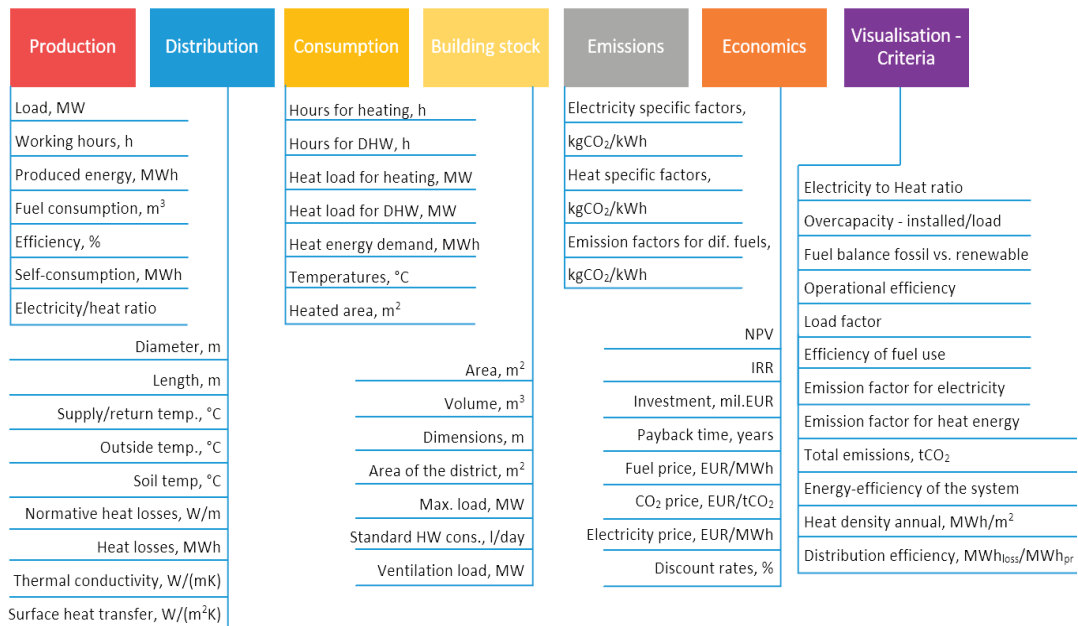 Production
Distribution
Consumption
Building stock
Emissions
Economics
Visualisation -
Criteria
Load, MW
Working hours, h
Produced energy, MWh
Fuel consumption, m³
Efficiency, %
Self-consumption, MWh
Electricity/heat ratio
Diameter, m
Length, m
Supply/return temp., °C
Outside temp., °C
Soil temp, °C
Normative heat losses, W/m
Heat losses, MWh
Thermal conductivity, W/(mK)
Surface heat transfer, W/(m²K)
Hours for heating, h
Hours for DHW, h
Heat load for heating, MW
Heat load for DHW, MW
Heat energy demand, MWh
Temperatures, °C
Heated area, m²
Area, m²
Volume, m³
Dimensions, m
Area of the district, m²
Max. load, MW
Standard HW cons., l/day
Ventilation load, MW
Electricity specific factors,
kgCO₂/kWh
Heat specific factors,
kgCO₂/kWh
Emission factors for dif. fuels,
kgCO₂/kWh
NPV
IRR
Investment, mil.EUR
Payback time, years
Fuel price, EUR/MWh
CO₂ price, EUR/tCO₂
Electricity price, EUR/MWh
Discount rates, %
Electricity to Heat ratio
Overcapacity - installed/load
Fuel balance fossil vs. renewable
Operational efficiency
Load factor
Efficiency of fuel use
Emission factor for electricity
Emission factor for heat energy
Total emissions, tCO₂
Energy-efficiency of the system
Heat density annual, MWh/m²
Distribution efficiency, MWhloss/MWhpr